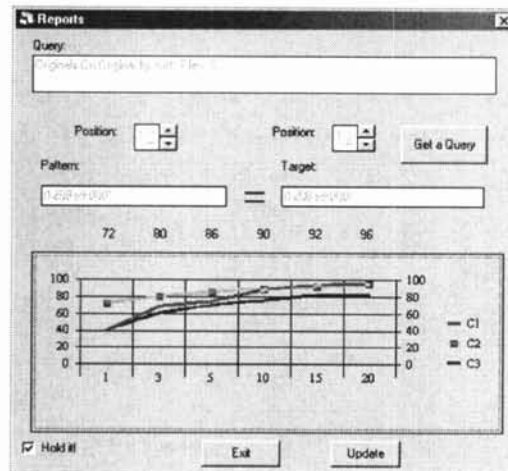 Reports
Query:
Position: Position:
Get a Query
Pattern: Target:
=
72 80 86 90 92 96
100 100
80 80
60 60
40 40
20 20
0 0
C1
C2
C3
1 3 5 10 15 20
Hold it!
Exit Update